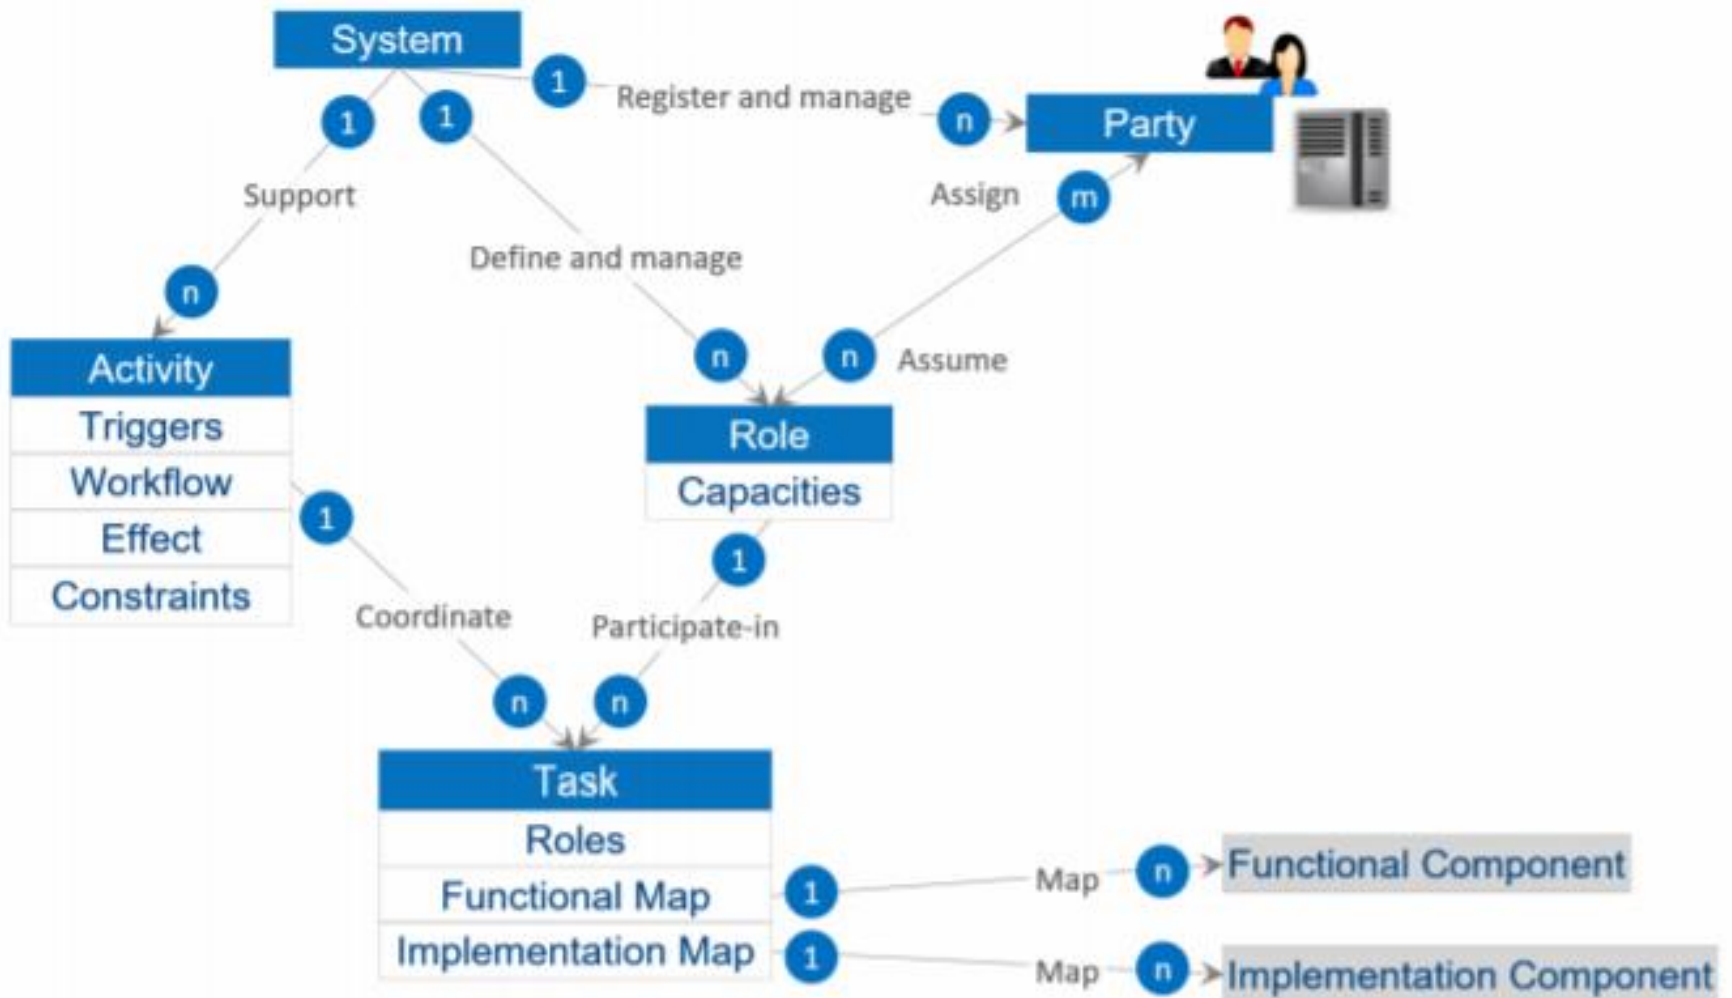 System
1
1
1
Register and manage
n
Party
Support
Assign
m
Define and manage
n
n
n
Assume
Activity
Triggers
Workflow
Effect
Constraints
Role
Capacities
1
1
Coordinate
Participate-in
n
n
Task
Roles
Functional Map
Implementation Map
1
Map
n
Functional Component
1
Map
n
Implementation Component